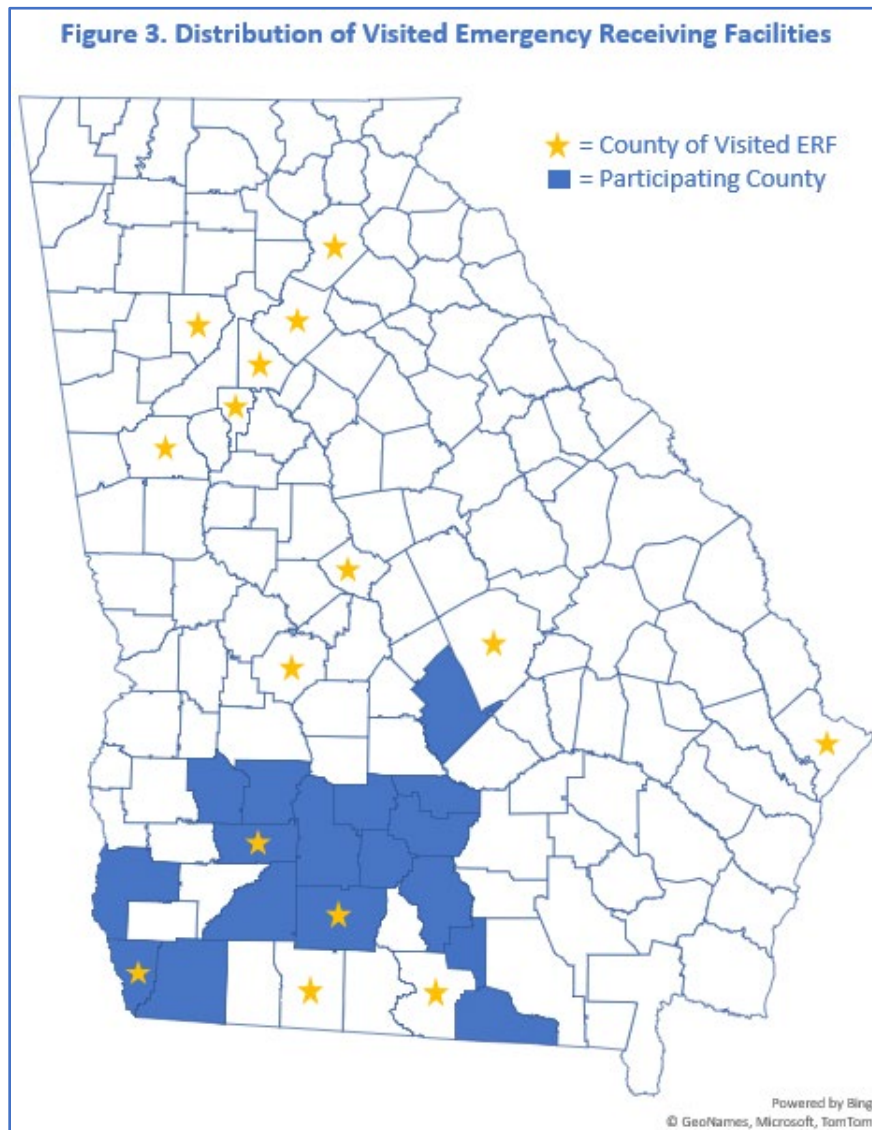 Figure 3. Distribution of Visited Emergency Receiving Facilities
= County of Visited ERF
= Participating County
Powered by Bing
© GeoNames, Microsoft, TomTom